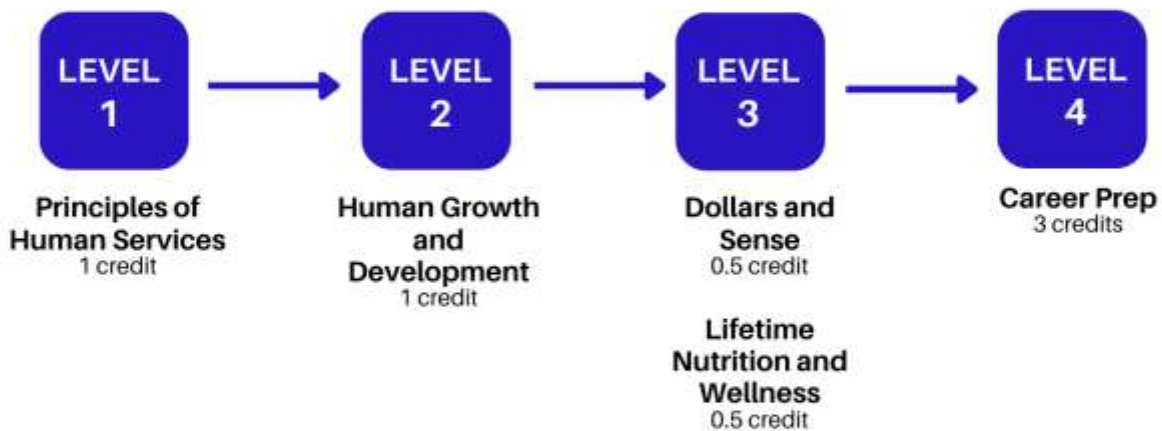 LEVEL
1
Principles of
Human Services
1 credit
LEVEL
2
Human Growth
and
Development
1 credit
LEVEL
3
Dollars and
Sense
0.5 credit
Lifetime
Nutrition and
Wellness
0.5 credit
LEVEL
4
Career Prep
3 credits